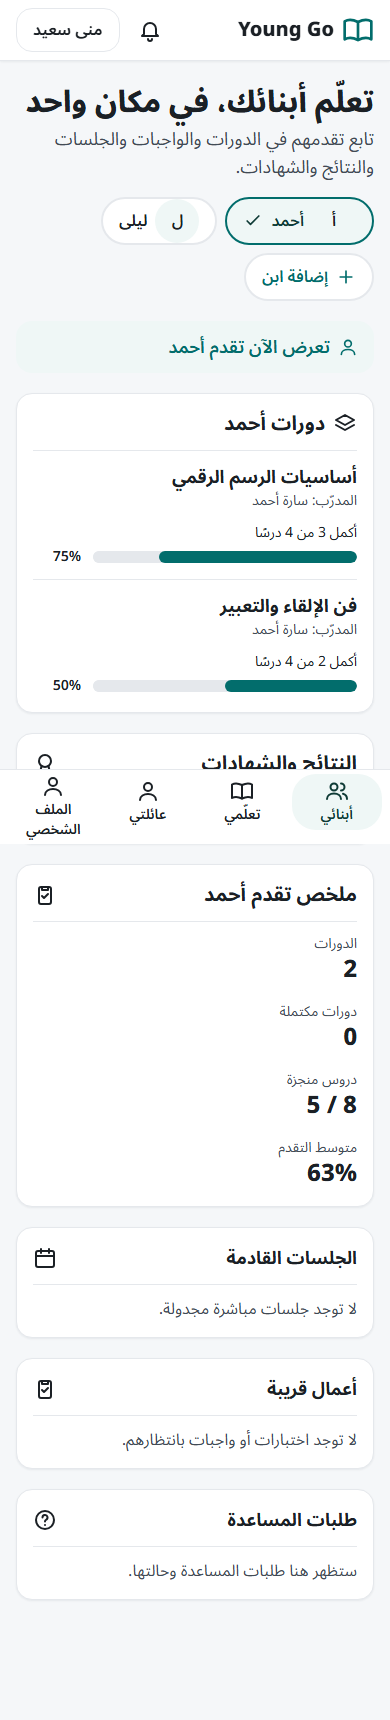 Young Go
منى سعيد
تعلّم أبنائك، في مكان واحد
تابع تقدمهم في الدورات والواجبات والجلسات
والنتائج والشهادات.
أ أحمد
ل ليلى
إضافة ابن
تعرض الآن تقدم أحمد
دورات أحمد
أساسيات الرسم الرقمي
المدرّب: سارة أحمد
أكمل 3 من 4 درسًا
75%
فن الإلقاء والتعبير
المدرّب: سارة أحمد
أكمل 2 من 4 درسًا
50%
النتائج والشهادات
أبنائي
تعلّمي
عائلتي
الملف
الشخصي
ملخص تقدم أحمد
الدورات
2
دورات مكتملة
0
دروس منجزة
5 / 8
متوسط التقدم
63%
الجلسات القادمة
لا توجد جلسات مباشرة مجدولة.
أعمال قريبة
لا توجد اختبارات أو واجبات بانتظارهم.
طلبات المساعدة
ستظهر هنا طلبات المساعدة وحالتها.